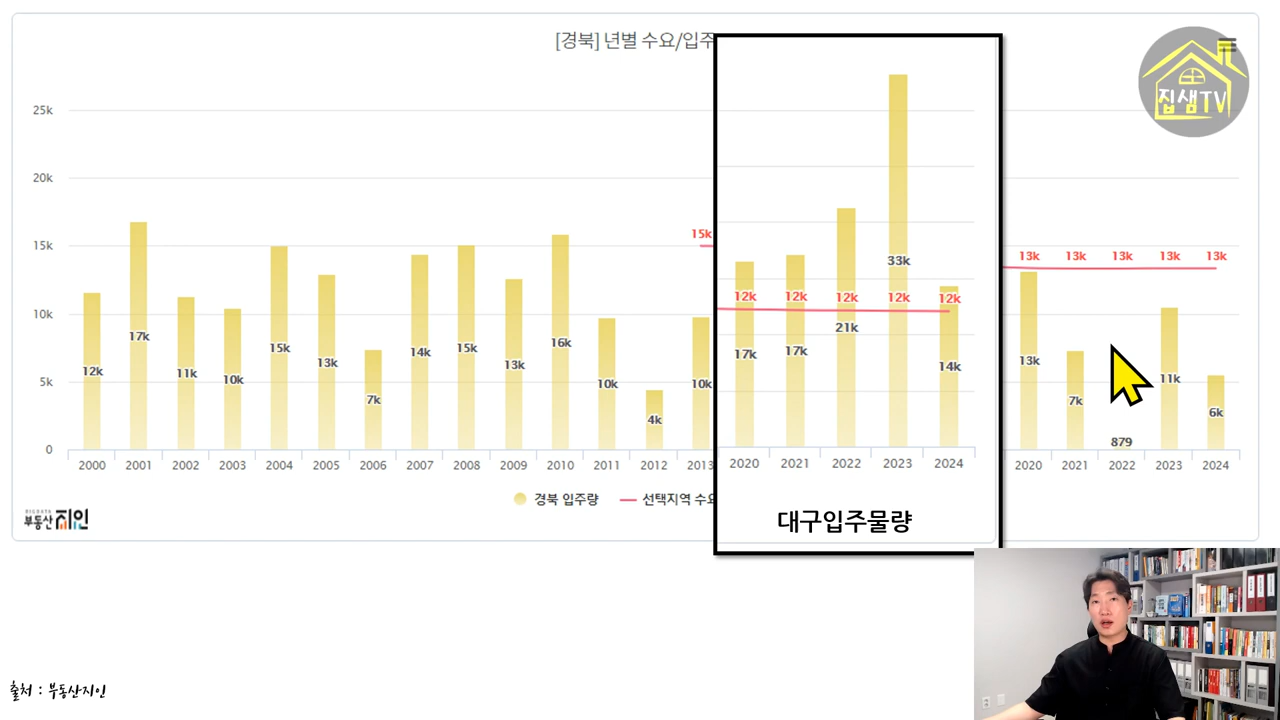 [경북] 년별 수요/입주
집샘TV
25k
20k
15k
10k
5k
0
12k
17k
11k
10k
15k
13k
7k
14k
15k
13k
16k
10k
4k
10k
15k
2000
2001
2002
2003
2004
2005
2006
2007
2008
2009
2010
2011
2012
2013
경북 입주량
선택지역 수요
12k
12k
12k
12k
12k
17k
17k
21k
33k
14k
2020
2021
2022
2023
2024
대구입주물량
13k
13k
13k
13k
13k
13k
7k
879
11k
6k
2020
2021
2022
2023
2024
BIGDATA
부동산지인
출처 : 부동산지인